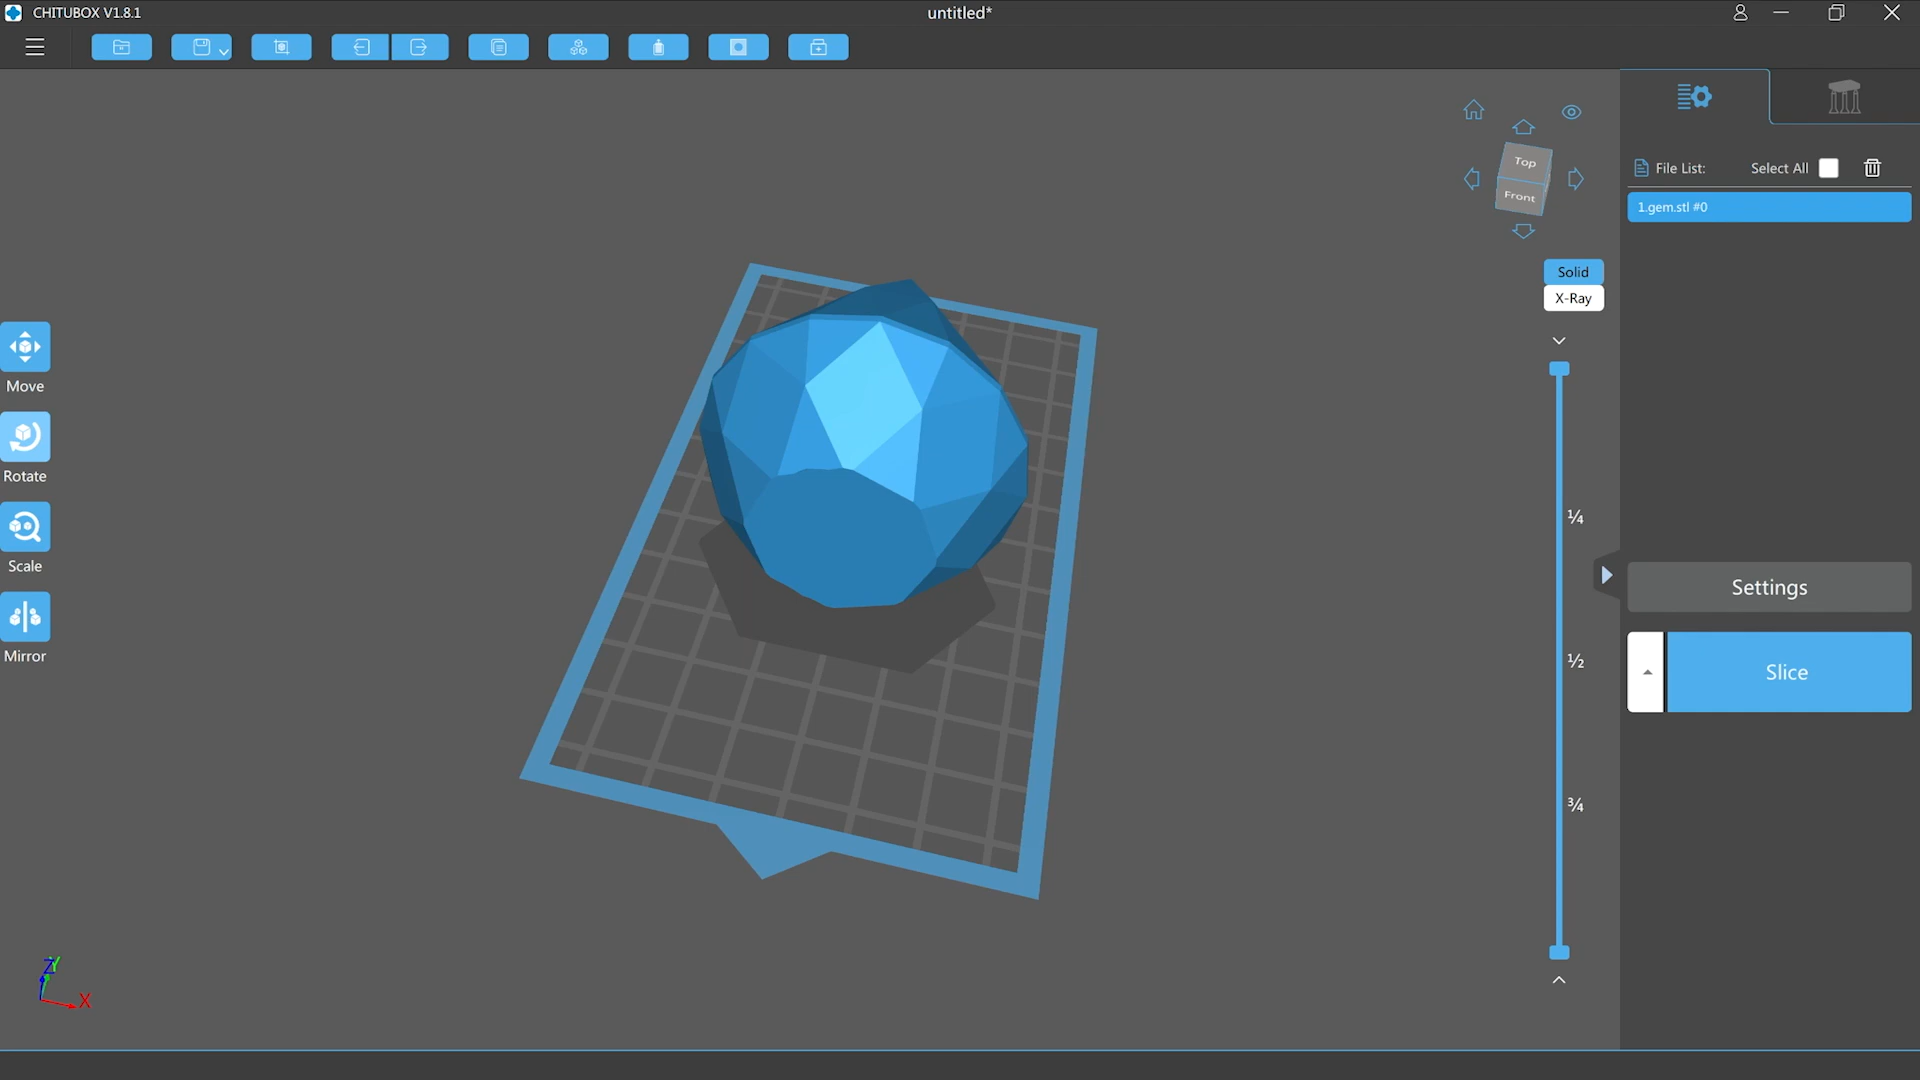 CHITUBOX V1.8.1
untitled*
Top
Front
File List:
Select All
1.gem.stl #0
Solid
X-Ray
Move
Rotate
Scale
Mirror
¼
½
¾
Settings
Slice
Z
Y
X